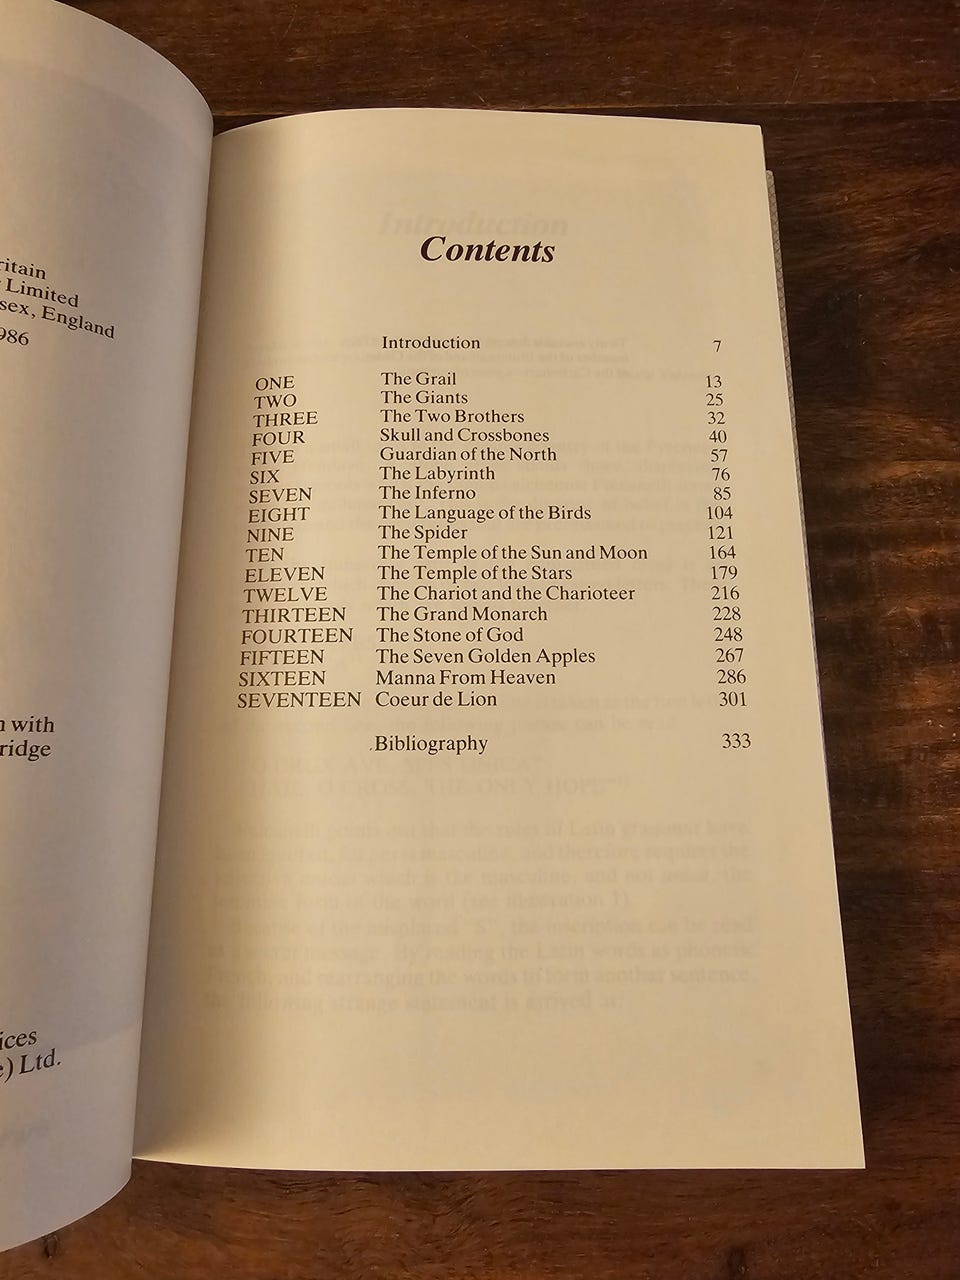 ritain
Limited
sex, England
986
n with
ridge
ices
e) Ltd.
Contents
Introduction 7
ONE The Grail 13
TWO The Giants 25
THREE The Two Brothers 32
FOUR Skull and Crossbones 40
FIVE Guardian of the North 57
SIX The Labyrinth 76
SEVEN The Inferno 85
EIGHT The Language of the Birds 104
NINE The Spider 121
TEN The Temple of the Sun and Moon 164
ELEVEN The Temple of the Stars 179
TWELVE The Chariot and the Charioteer 216
THIRTEEN The Grand Monarch 228
FOURTEEN The Stone of God 248
FIFTEEN The Seven Golden Apples 267
SIXTEEN Manna From Heaven 286
SEVENTEEN Coeur de Lion 301
Bibliography 333